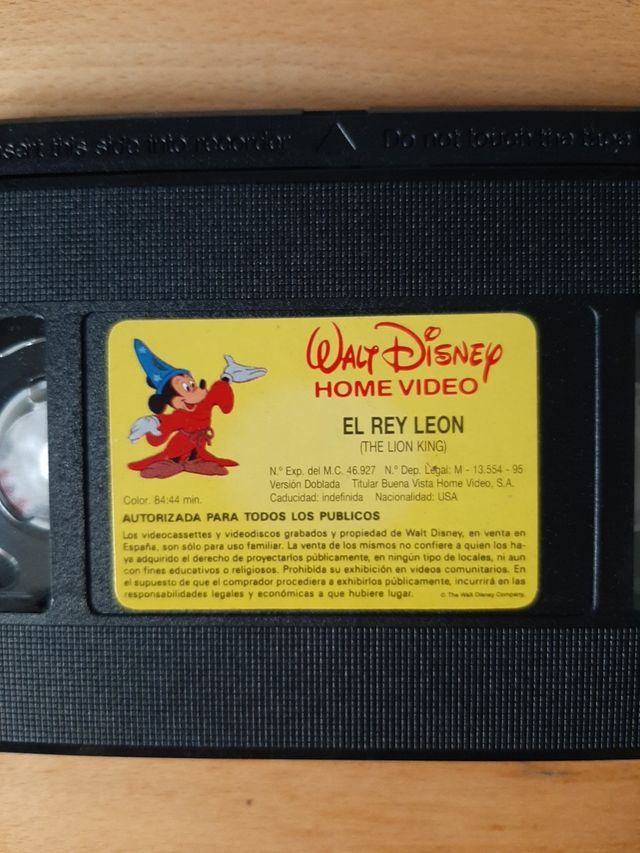 Insert this side into recorder
Do not touch the tape
WALT DISNEY
HOME VIDEO
EL REY LEON
(THE LION KING)
N.º Exp. del M.C. 46.927 N.º Dep. Legal: M - 13.554 - 95
Versión Doblada Titular Buena Vista Home Video, S.A.
Color. 84:44 min. Caducidad: indefinida Nacionalidad: USA
AUTORIZADA PARA TODOS LOS PUBLICOS
Los videocassettes y videodiscos grabados y propiedad de Walt Disney, en venta en
España, son sólo para uso familiar. La venta de los mismos no confiere a quien los ha-
ya adquirido el derecho de proyectarlos públicamente, en ningún tipo de locales, ni aun
con fines educativos o religiosos. Prohibida su exhibición en videos comunitarios. En
el supuesto de que el comprador procediera a exhibirlos públicamente, incurrirá en las
responsabilidades legales y económicas a que hubiere lugar. © The Walt Disney Company.